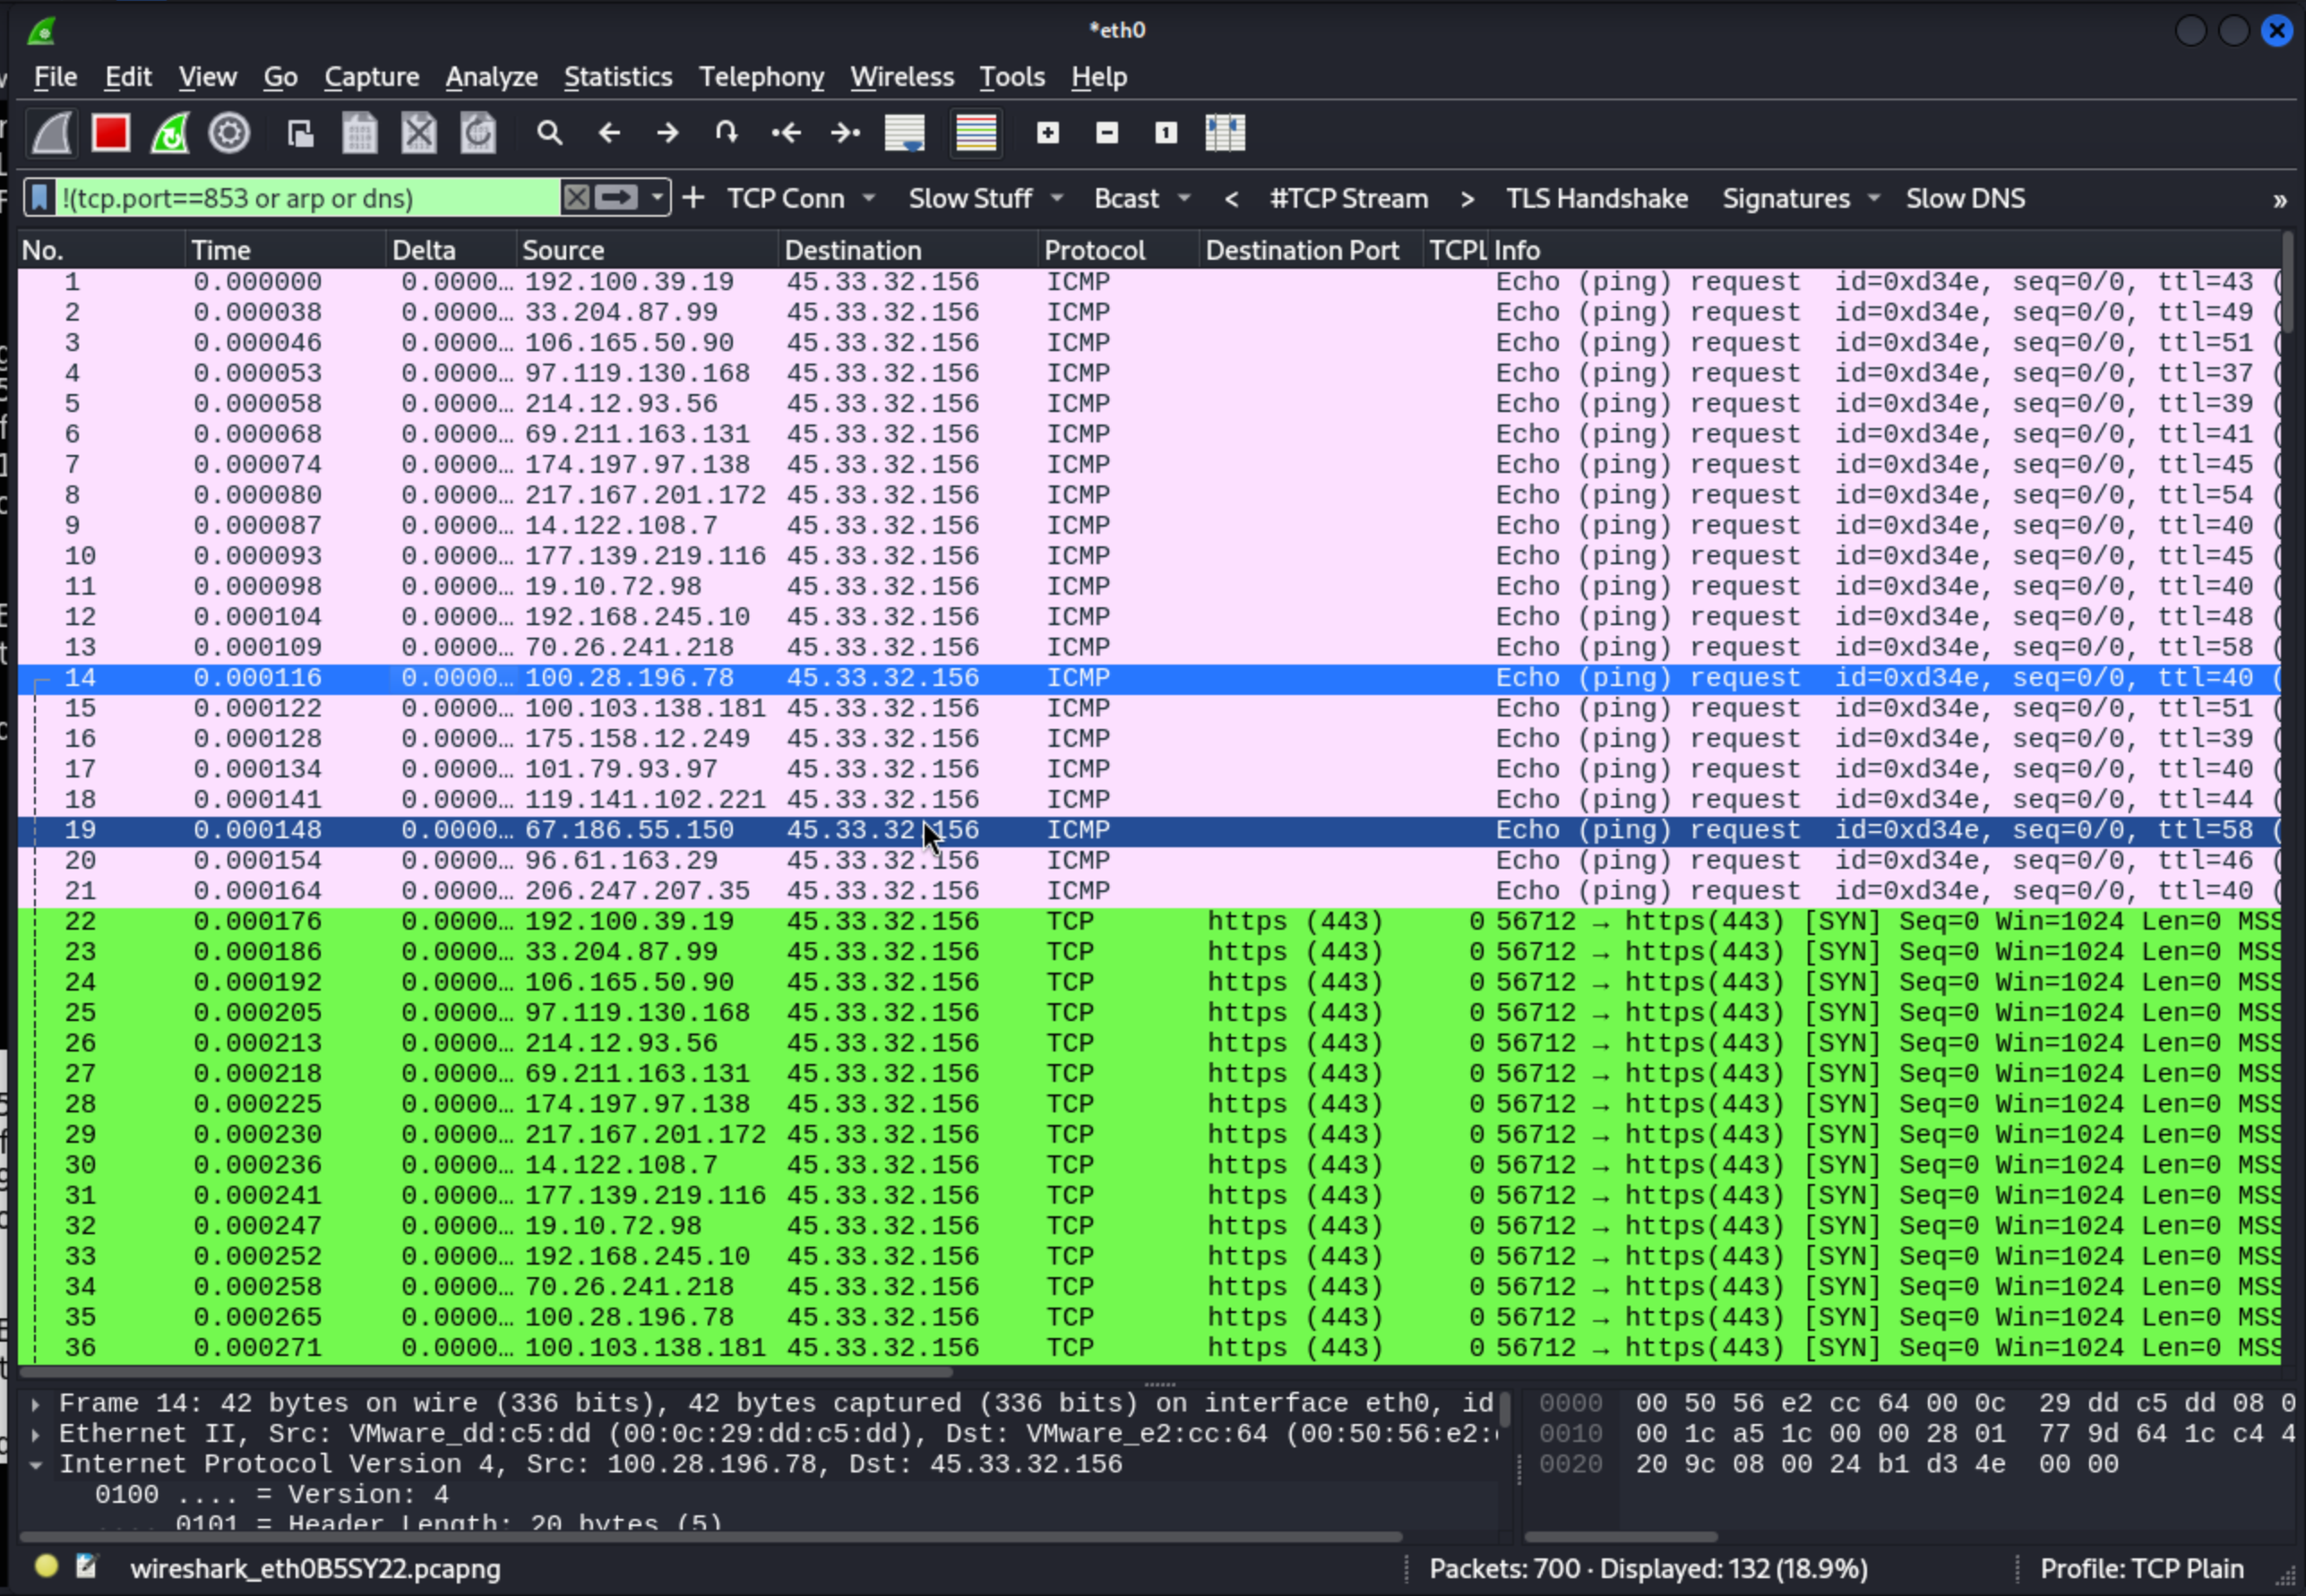 *eth0
File Edit View Go Capture Analyze Statistics Telephony Wireless Tools Help
!(tcp.port==853 or arp or dns) + TCP Conn Slow Stuff Bcast < #TCP Stream > TLS Handshake Signatures Slow DNS »
No. Time Delta Source Destination Protocol Destination Port TCPL Info
1 0.000000 0.0000… 192.100.39.19 45.33.32.156 ICMP Echo (ping) request id=0xd34e, seq=0/0, ttl=43 (
2 0.000038 0.0000… 33.204.87.99 45.33.32.156 ICMP Echo (ping) request id=0xd34e, seq=0/0, ttl=49 (
3 0.000046 0.0000… 106.165.50.90 45.33.32.156 ICMP Echo (ping) request id=0xd34e, seq=0/0, ttl=51 (
4 0.000053 0.0000… 97.119.130.168 45.33.32.156 ICMP Echo (ping) request id=0xd34e, seq=0/0, ttl=37 (
5 0.000058 0.0000… 214.12.93.56 45.33.32.156 ICMP Echo (ping) request id=0xd34e, seq=0/0, ttl=39 (
6 0.000068 0.0000… 69.211.163.131 45.33.32.156 ICMP Echo (ping) request id=0xd34e, seq=0/0, ttl=41 (
7 0.000074 0.0000… 174.197.97.138 45.33.32.156 ICMP Echo (ping) request id=0xd34e, seq=0/0, ttl=45 (
8 0.000080 0.0000… 217.167.201.172 45.33.32.156 ICMP Echo (ping) request id=0xd34e, seq=0/0, ttl=54 (
9 0.000087 0.0000… 14.122.108.7 45.33.32.156 ICMP Echo (ping) request id=0xd34e, seq=0/0, ttl=40 (
10 0.000093 0.0000… 177.139.219.116 45.33.32.156 ICMP Echo (ping) request id=0xd34e, seq=0/0, ttl=45 (
11 0.000098 0.0000… 19.10.72.98 45.33.32.156 ICMP Echo (ping) request id=0xd34e, seq=0/0, ttl=40 (
12 0.000104 0.0000… 192.168.245.10 45.33.32.156 ICMP Echo (ping) request id=0xd34e, seq=0/0, ttl=48 (
13 0.000109 0.0000… 70.26.241.218 45.33.32.156 ICMP Echo (ping) request id=0xd34e, seq=0/0, ttl=58 (
14 0.000116 0.0000… 100.28.196.78 45.33.32.156 ICMP Echo (ping) request id=0xd34e, seq=0/0, ttl=40 (
15 0.000122 0.0000… 100.103.138.181 45.33.32.156 ICMP Echo (ping) request id=0xd34e, seq=0/0, ttl=51 (
16 0.000128 0.0000… 175.158.12.249 45.33.32.156 ICMP Echo (ping) request id=0xd34e, seq=0/0, ttl=39 (
17 0.000134 0.0000… 101.79.93.97 45.33.32.156 ICMP Echo (ping) request id=0xd34e, seq=0/0, ttl=40 (
18 0.000141 0.0000… 119.141.102.221 45.33.32.156 ICMP Echo (ping) request id=0xd34e, seq=0/0, ttl=44 (
19 0.000148 0.0000… 67.186.55.150 45.33.32.156 ICMP Echo (ping) request id=0xd34e, seq=0/0, ttl=58 (
20 0.000154 0.0000… 96.61.163.29 45.33.32.156 ICMP Echo (ping) request id=0xd34e, seq=0/0, ttl=46 (
21 0.000164 0.0000… 206.247.207.35 45.33.32.156 ICMP Echo (ping) request id=0xd34e, seq=0/0, ttl=40 (
22 0.000176 0.0000… 192.100.39.19 45.33.32.156 TCP https (443) 0 56712 → https(443) [SYN] Seq=0 Win=1024 Len=0 MSS
23 0.000186 0.0000… 33.204.87.99 45.33.32.156 TCP https (443) 0 56712 → https(443) [SYN] Seq=0 Win=1024 Len=0 MSS
24 0.000192 0.0000… 106.165.50.90 45.33.32.156 TCP https (443) 0 56712 → https(443) [SYN] Seq=0 Win=1024 Len=0 MSS
25 0.000205 0.0000… 97.119.130.168 45.33.32.156 TCP https (443) 0 56712 → https(443) [SYN] Seq=0 Win=1024 Len=0 MSS
26 0.000213 0.0000… 214.12.93.56 45.33.32.156 TCP https (443) 0 56712 → https(443) [SYN] Seq=0 Win=1024 Len=0 MSS
27 0.000218 0.0000… 69.211.163.131 45.33.32.156 TCP https (443) 0 56712 → https(443) [SYN] Seq=0 Win=1024 Len=0 MSS
28 0.000225 0.0000… 174.197.97.138 45.33.32.156 TCP https (443) 0 56712 → https(443) [SYN] Seq=0 Win=1024 Len=0 MSS
29 0.000230 0.0000… 217.167.201.172 45.33.32.156 TCP https (443) 0 56712 → https(443) [SYN] Seq=0 Win=1024 Len=0 MSS
30 0.000236 0.0000… 14.122.108.7 45.33.32.156 TCP https (443) 0 56712 → https(443) [SYN] Seq=0 Win=1024 Len=0 MSS
31 0.000241 0.0000… 177.139.219.116 45.33.32.156 TCP https (443) 0 56712 → https(443) [SYN] Seq=0 Win=1024 Len=0 MSS
32 0.000247 0.0000… 19.10.72.98 45.33.32.156 TCP https (443) 0 56712 → https(443) [SYN] Seq=0 Win=1024 Len=0 MSS
33 0.000252 0.0000… 192.168.245.10 45.33.32.156 TCP https (443) 0 56712 → https(443) [SYN] Seq=0 Win=1024 Len=0 MSS
34 0.000258 0.0000… 70.26.241.218 45.33.32.156 TCP https (443) 0 56712 → https(443) [SYN] Seq=0 Win=1024 Len=0 MSS
35 0.000265 0.0000… 100.28.196.78 45.33.32.156 TCP https (443) 0 56712 → https(443) [SYN] Seq=0 Win=1024 Len=0 MSS
36 0.000271 0.0000… 100.103.138.181 45.33.32.156 TCP https (443) 0 56712 → https(443) [SYN] Seq=0 Win=1024 Len=0 MSS
Frame 14: 42 bytes on wire (336 bits), 42 bytes captured (336 bits) on interface eth0, id
Ethernet II, Src: VMware_dd:c5:dd (00:0c:29:dd:c5:dd), Dst: VMware_e2:cc:64 (00:50:56:e2:
Internet Protocol Version 4, Src: 100.28.196.78, Dst: 45.33.32.156
0100 .... = Version: 4
.... 0101 = Header Length: 20 bytes (5)
0000 00 50 56 e2 cc 64 00 0c 29 dd c5 dd 08 0
0010 00 1c a5 1c 00 00 28 01 77 9d 64 1c c4 4
0020 20 9c 08 00 24 b1 d3 4e 00 00
wireshark_eth0B5SY22.pcapng Packets: 700 · Displayed: 132 (18.9%) Profile: TCP Plain